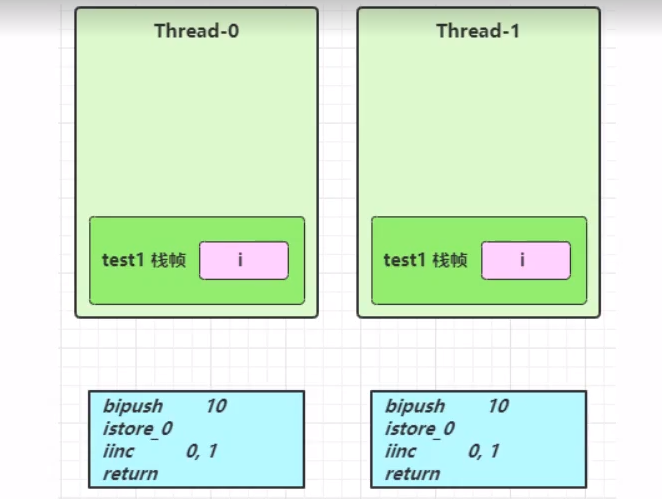 Thread-0
Thread-1
test1 栈帧 i
test1 栈帧 i
bipush 10
istore_0
iinc 0, 1
return
bipush 10
istore_0
iinc 0, 1
return